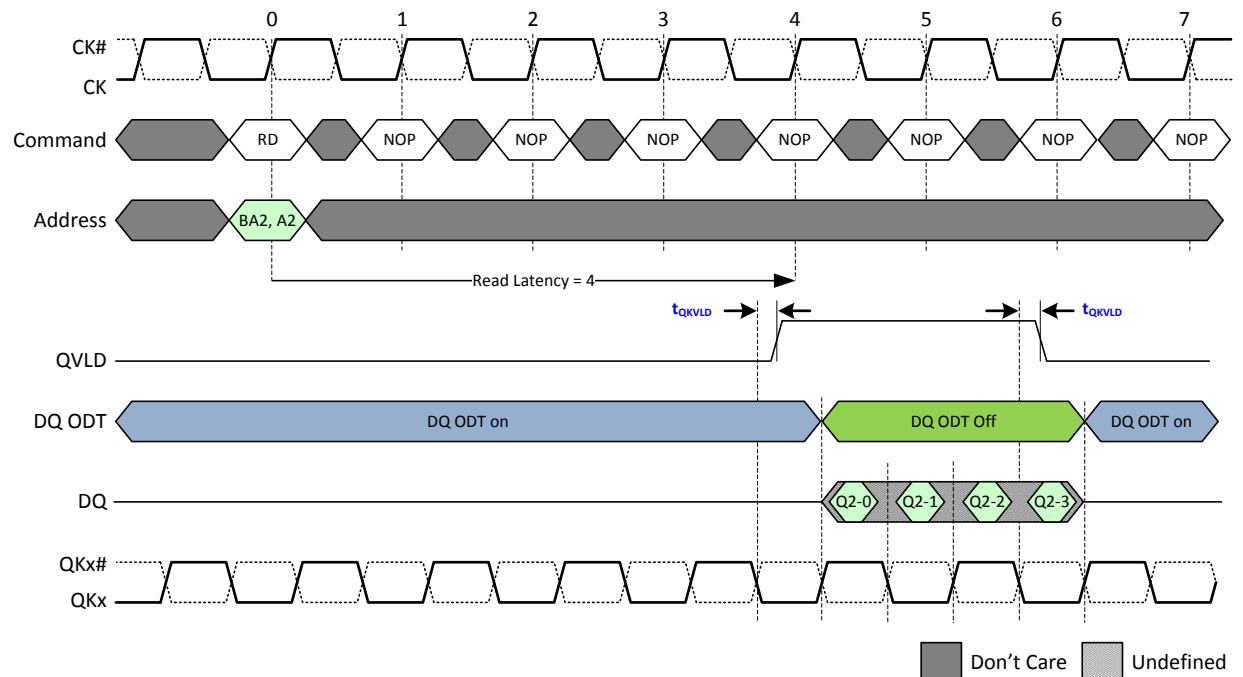 0 1 2 3 4 5 6 7
CK#
CK
Command RD NOP NOP NOP NOP NOP NOP NOP
Address BA2, A2
Read Latency = 4
tQKVLD tQKVLD
QVLD
DQ ODT DQ ODT on DQ ODT Off DQ ODT on
DQ Q2-0 Q2-1 Q2-2 Q2-3
QKx#
QKx
Don't Care Undefined